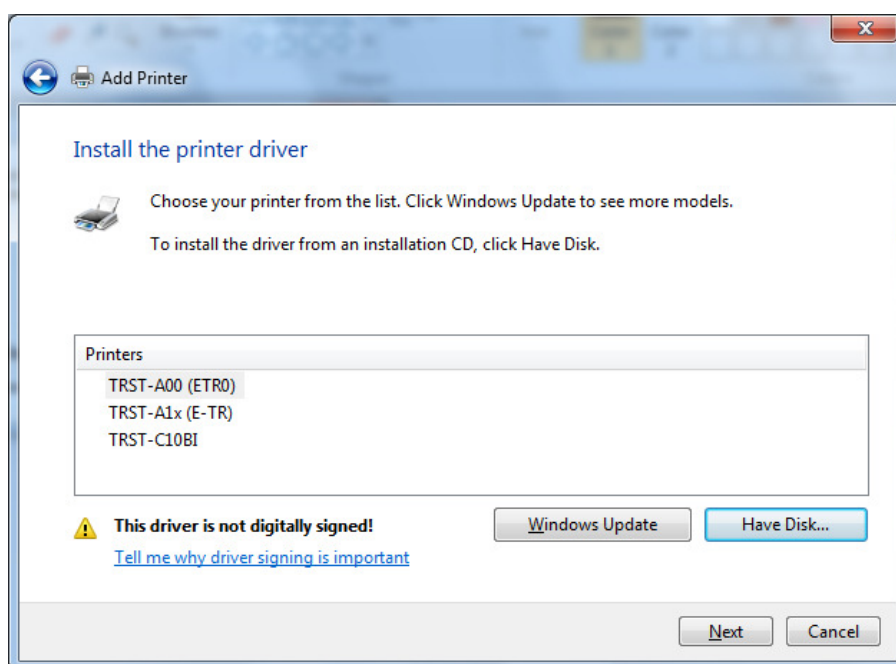 Add Printer
Install the printer driver
Choose your printer from the list. Click Windows Update to see more models.
To install the driver from an installation CD, click Have Disk.
Printers
TRST-A00 (ETR0)
TRST-A1x (E-TR)
TRST-C10BI
This driver is not digitally signed!
Windows Update
Have Disk...
Tell me why driver signing is important
Next
Cancel